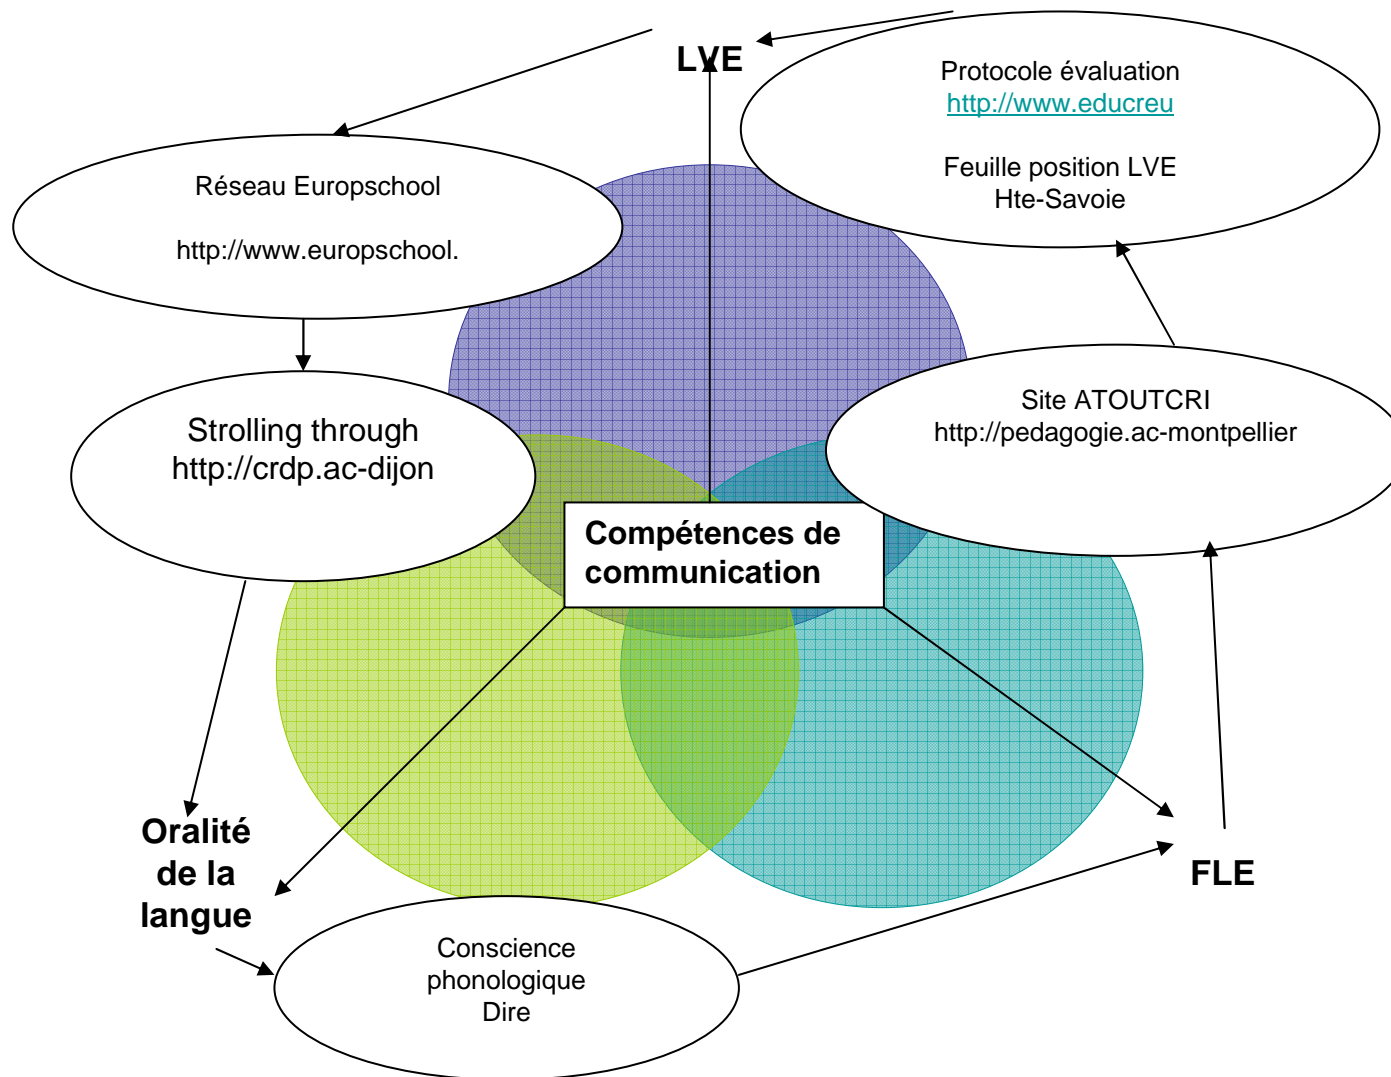 LVE
Protocole évaluation
http://www.educreu
Feuille position LVE
Hte-Savoie
Réseau Europschool
http://www.europschool.
Site ATOUTCRI
http://pedagogie.ac-montpellier
Strolling through
http://crdp.ac-dijon
Compétences de
communication
Oralité
de la
langue
FLE
Conscience
phonologique
Dire